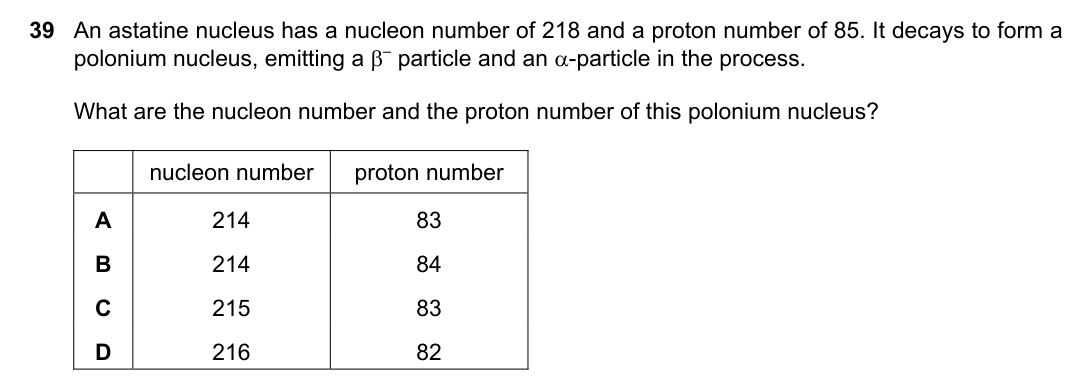 39 An astatine nucleus has a nucleon number of 218 and a proton number of 85. It decays to form a
polonium nucleus, emitting a β⁻ particle and an α-particle in the process.
What are the nucleon number and the proton number of this polonium nucleus?
nucleon number proton number
A 214 83
B 214 84
C 215 83
D 216 82